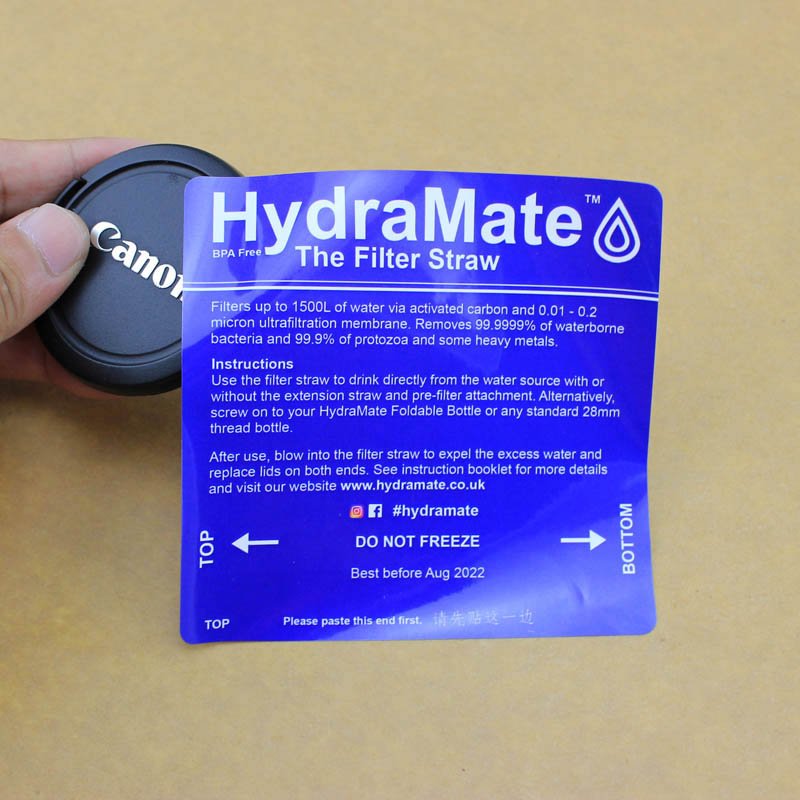 Canon
HydraMate™
BPA Free
The Filter Straw
Filters up to 1500L of water via activated carbon and 0.01 - 0.2
micron ultrafiltration membrane. Removes 99.9999% of waterborne
bacteria and 99.9% of protozoa and some heavy metals.
Instructions
Use the filter straw to drink directly from the water source with or
without the extension straw and pre-filter attachment. Alternatively,
screw on to your HydraMate Foldable Bottle or any standard 28mm
thread bottle.
After use, blow into the filter straw to expel the excess water and
replace lids on both ends. See instruction booklet for more details
and visit our website www.hydramate.co.uk
#hydramate
TOP
DO NOT FREEZE
BOTTOM
Best before Aug 2022
TOP
Please paste this end first. 请先贴这一边